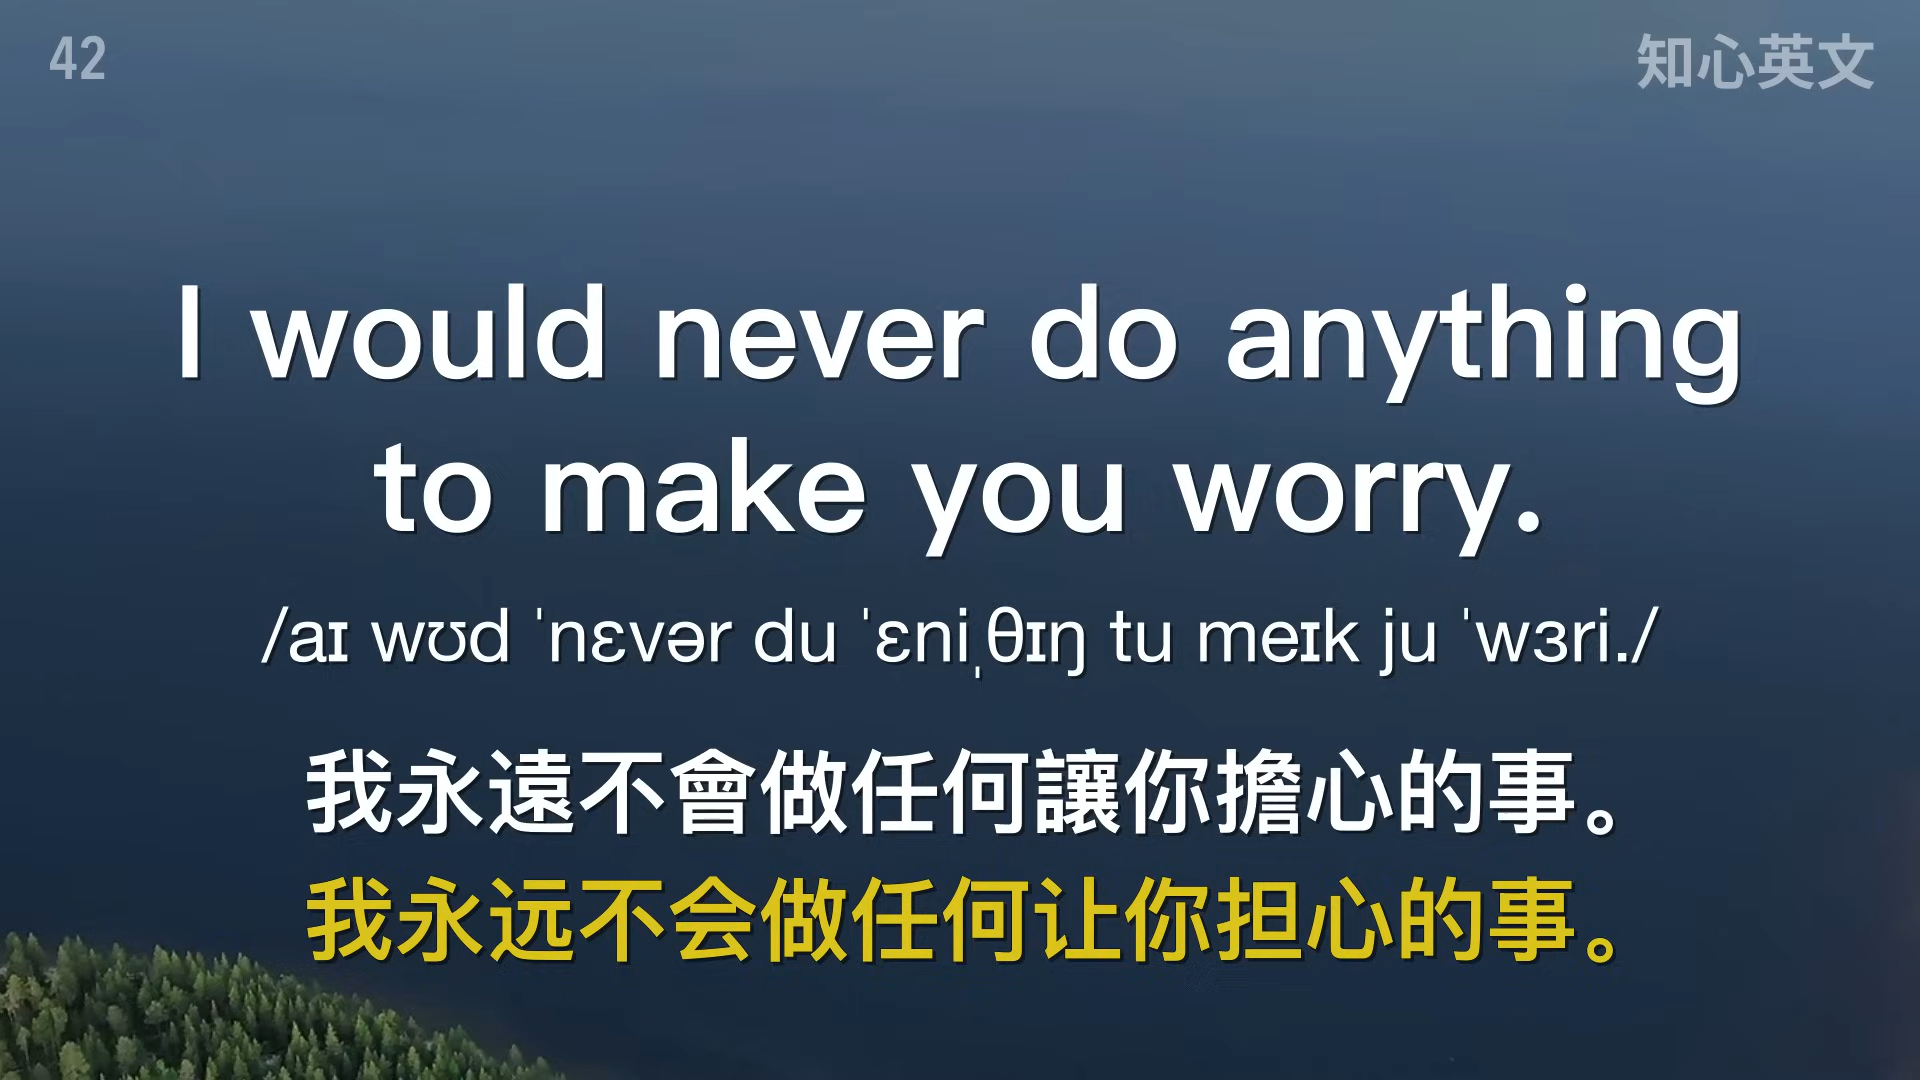 42
知心英文
I would never do anything
to make you worry.
/aɪ wʊd ˈnɛvər du ˈɛniˌθɪŋ tu meɪk ju ˈwɜri./
我永遠不會做任何讓你擔心的事。
我永远不会做任何让你担心的事。